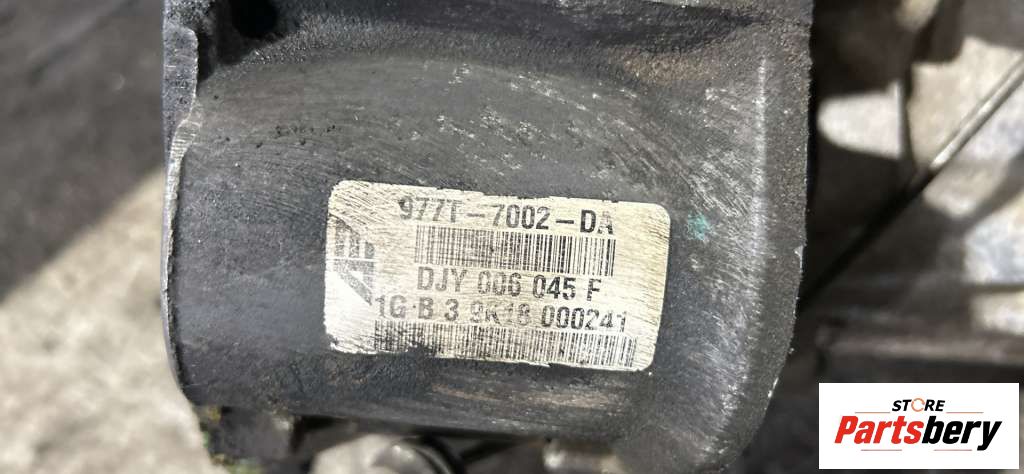 977T-7002-DA
DJY 006 045 F
1G B 3 9K18 000241
STORE
Partsbery